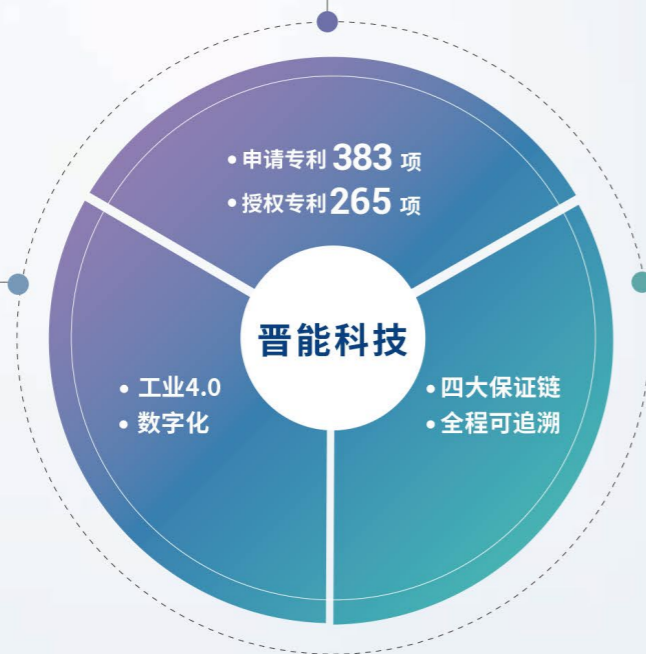 •申请专利 383 项
•授权专利 265 项
晋能科技
• 工业4.0
• 数字化
•四大保证链
•全程可追溯